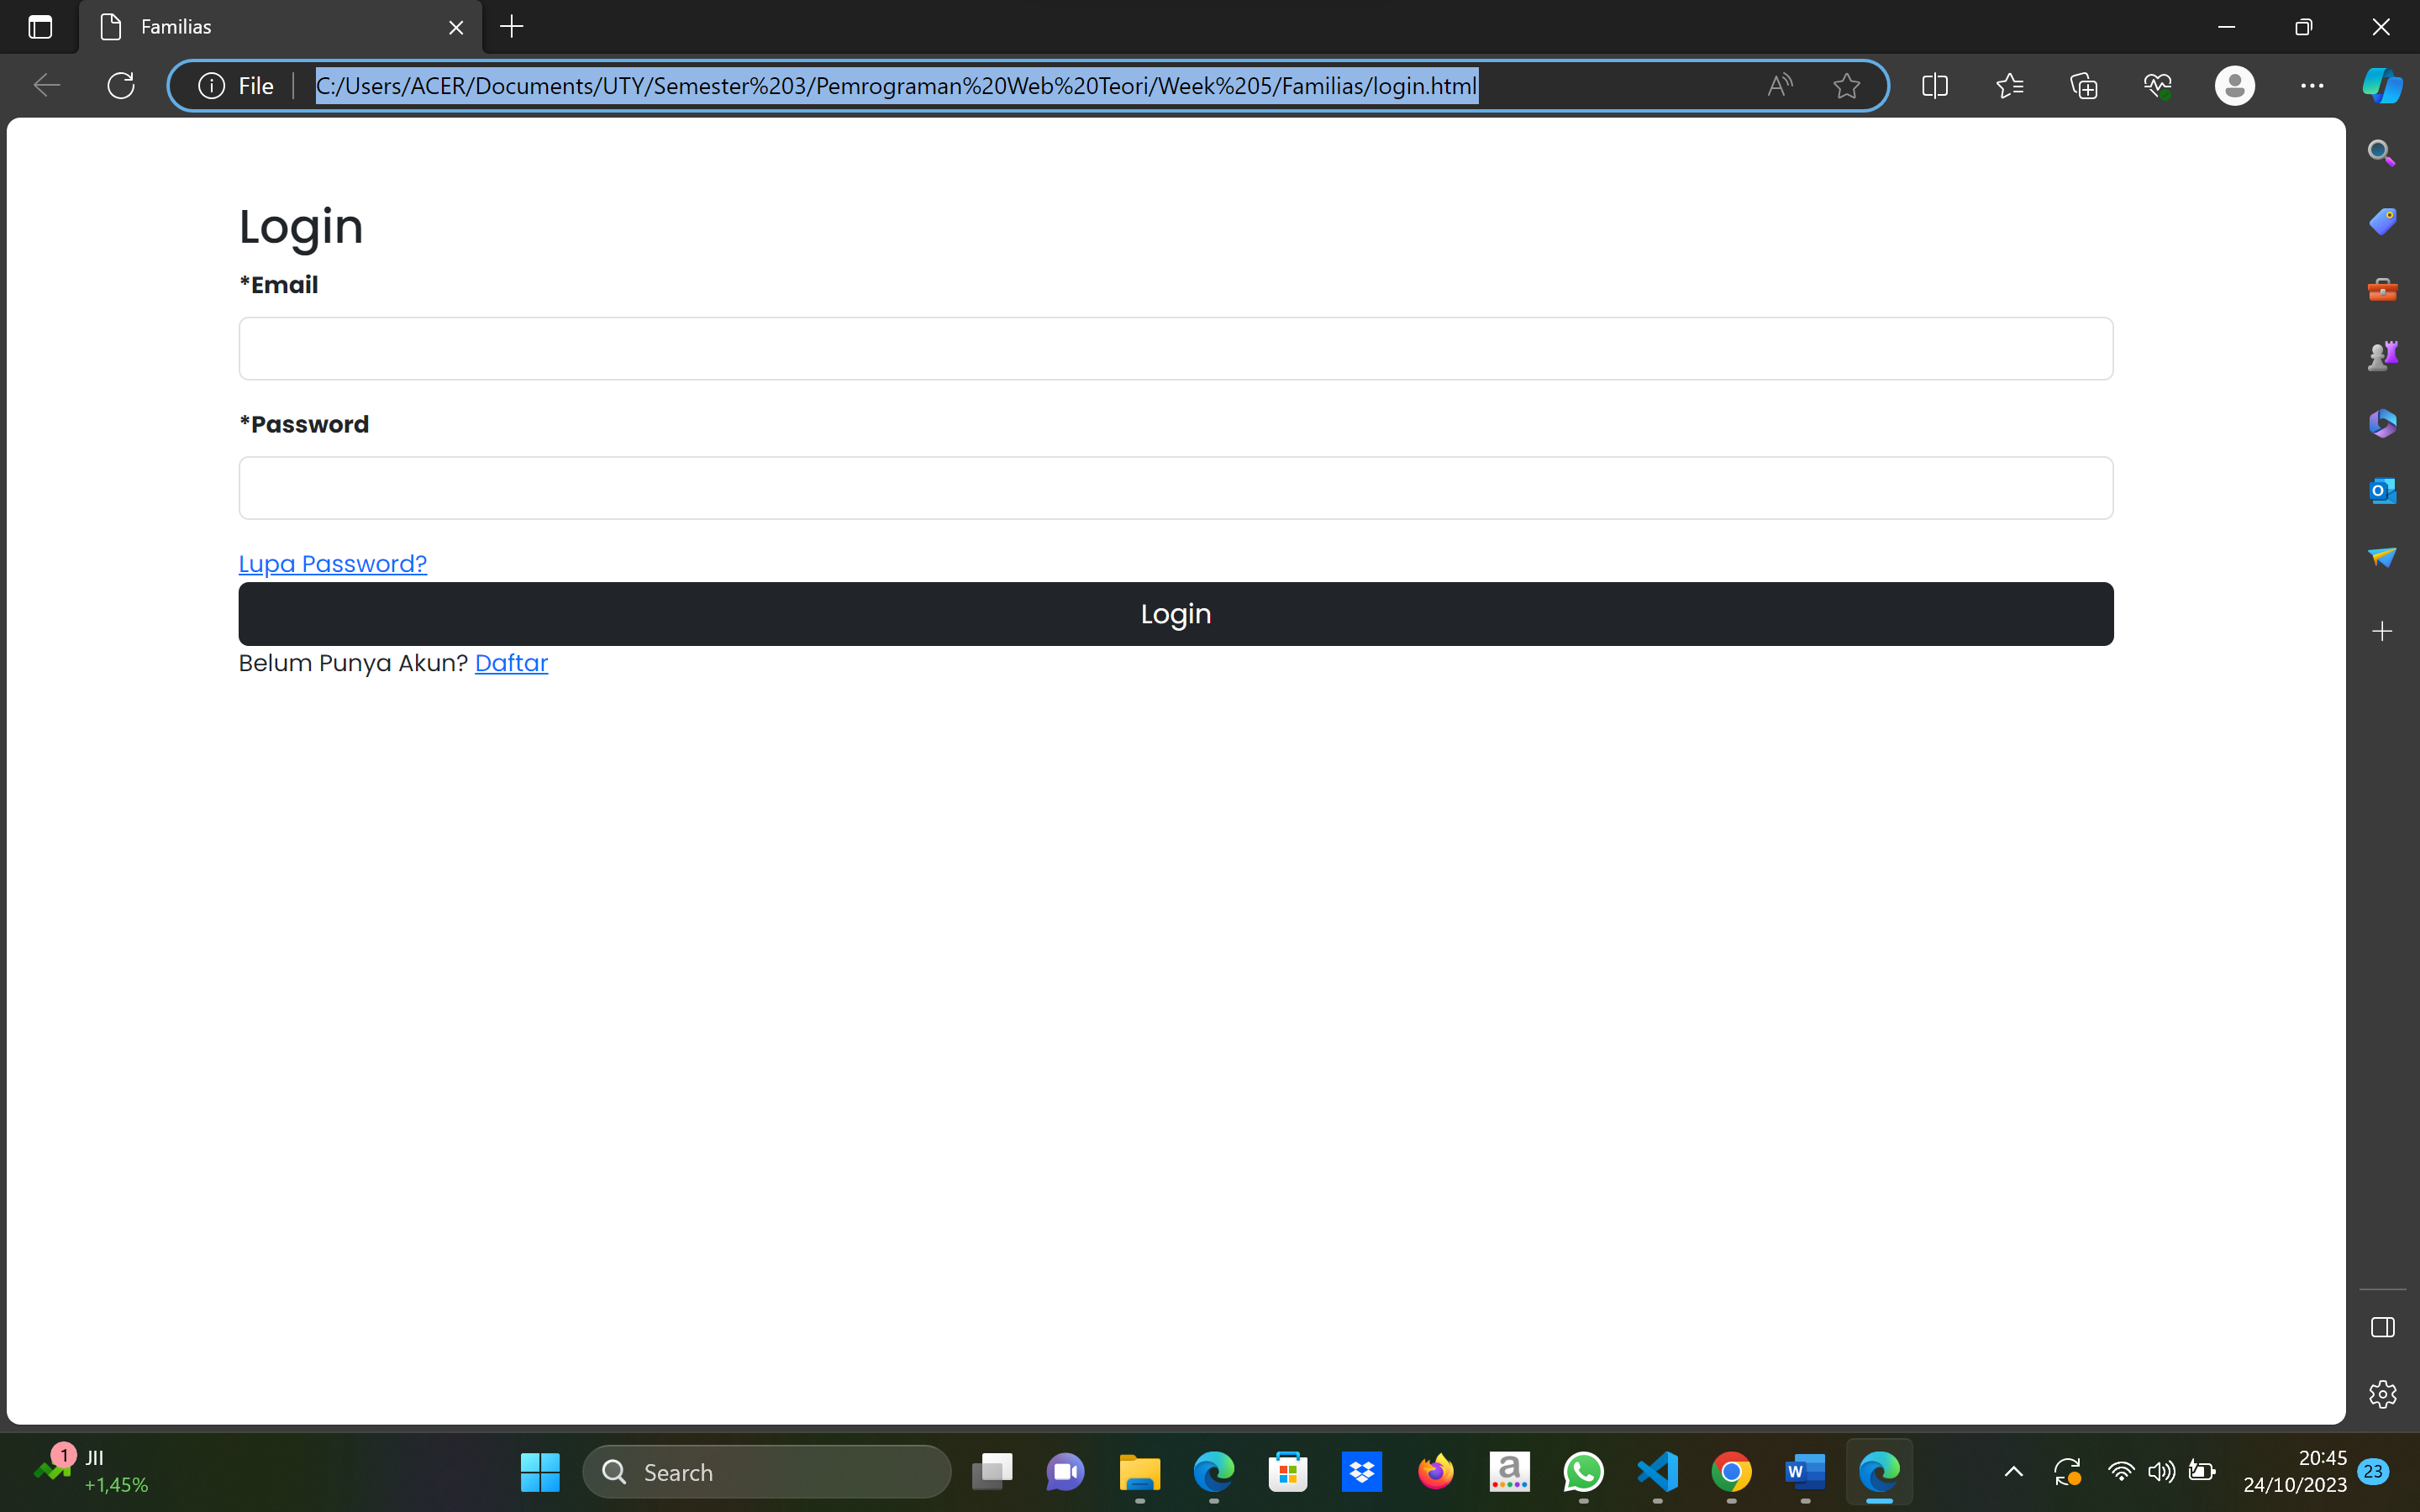 Familias
File
C:/Users/ACER/Documents/UTY/Semester%203/Pemrograman%20Web%20Teori/Week%205/Familias/login.html
Login
*Email
*Password
Lupa Password?
Login
Belum Punya Akun? Daftar
1
JII
+1,45%
Search
20:45
24/10/2023
23